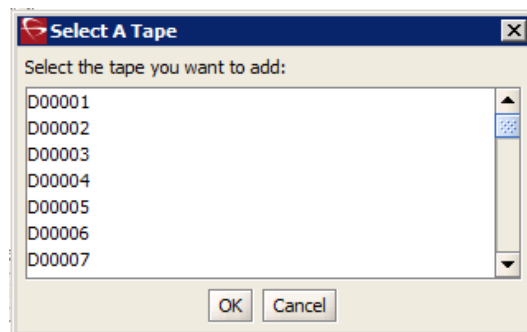 Select A Tape
Select the tape you want to add:
D00001
D00002
D00003
D00004
D00005
D00006
D00007
OK Cancel